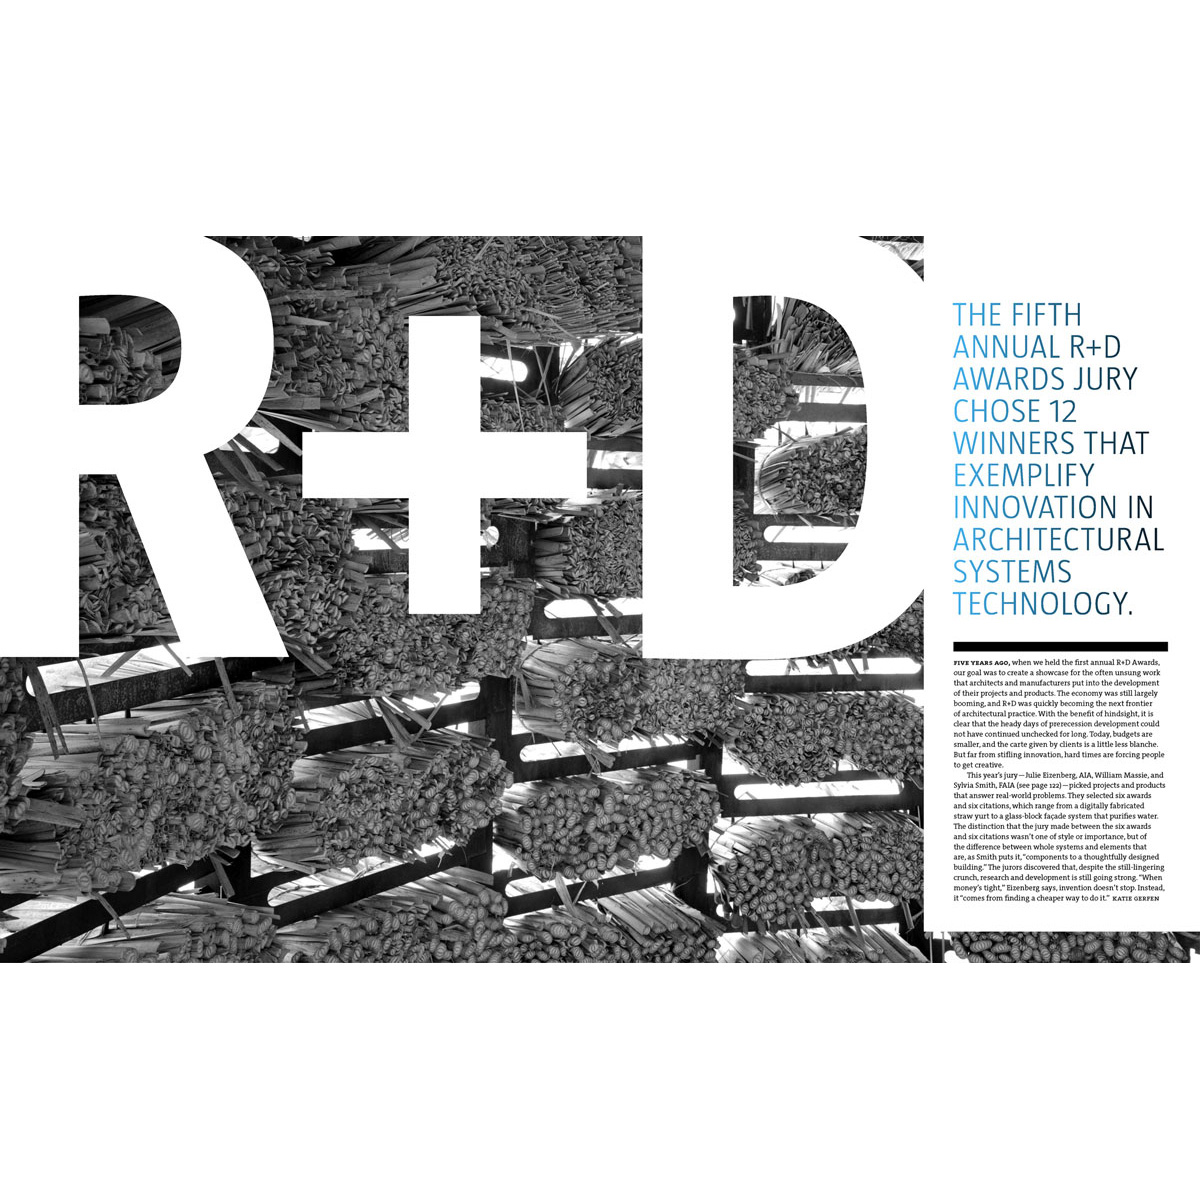 R+D
THE FIFTH
ANNUAL R+D
AWARDS JURY
CHOSE 12
WINNERS THAT
EXEMPLIFY
INNOVATION IN
ARCHITECTURAL
SYSTEMS
TECHNOLOGY.
FIVE YEARS AGO, when we held the first annual R+D Awards,
our goal was to create a showcase for the often unsung work
that architects and manufacturers put into the development
of their projects and products. The economy was still largely
booming, and R+D was quickly becoming the next frontier
of architectural practice. With the benefit of hindsight, it is
clear that the heady days of prerecession development could
not have continued unchecked for long. Today, budgets are
smaller, and the carte given by clients is a little less blanche.
But far from stifling innovation, hard times are forcing people
to get creative.
This year's jury—Julie Eizenberg, AIA, William Massie, and
Sylvia Smith, FAIA (see page 122)—picked projects and products
that answer real-world problems. They selected six awards
and six citations, which range from a digitally fabricated
straw yurt to a glass-block façade system that purifies water.
The distinction that the jury made between the six awards
and six citations wasn't one of style or importance, but of
the difference between whole systems and elements that
are, as Smith puts it, "components to a thoughtfully designed
building." The jurors discovered that, despite the still-lingering
crunch, research and development is still going strong. "When
money's tight," Eizenberg says, invention doesn't stop. Instead,
it "comes from finding a cheaper way to do it." KATIE GERFEN